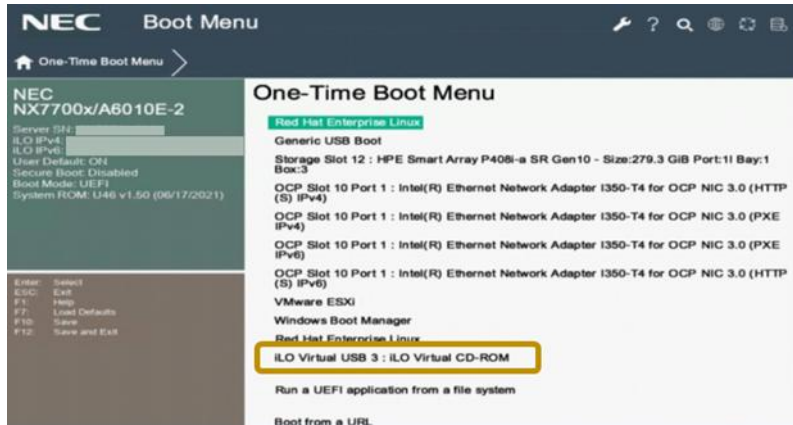 NEC Boot Menu
?
One-Time Boot Menu
NEC
NX7700x/A6010E-2
Server SN:
iLO IPv4:
iLO IPv6:
User Default: ON
Secure Boot: Disabled
Boot Mode: UEFI
System ROM: U46 v1.50 (06/17/2021)
Enter: Select
ESC: Exit
F1: Help
F7: Load Defaults
F10: Save
F12: Save and Exit
One-Time Boot Menu
Red Hat Enterprise Linux
Generic USB Boot
Storage Slot 12 : HPE Smart Array P408i-a SR Gen10 - Size:279.3 GiB Port:1I Bay:1
Box:3
OCP Slot 10 Port 1 : Intel(R) Ethernet Network Adapter I350-T4 for OCP NIC 3.0 (HTTP
(S) IPv4)
OCP Slot 10 Port 1 : Intel(R) Ethernet Network Adapter I350-T4 for OCP NIC 3.0 (PXE
IPv4)
OCP Slot 10 Port 1 : Intel(R) Ethernet Network Adapter I350-T4 for OCP NIC 3.0 (PXE
IPv6)
OCP Slot 10 Port 1 : Intel(R) Ethernet Network Adapter I350-T4 for OCP NIC 3.0 (HTTP
(S) IPv6)
VMware ESXi
Windows Boot Manager
Red Hat Enterprise Linux
iLO Virtual USB 3 : iLO Virtual CD-ROM
Run a UEFI application from a file system
Boot from a URL